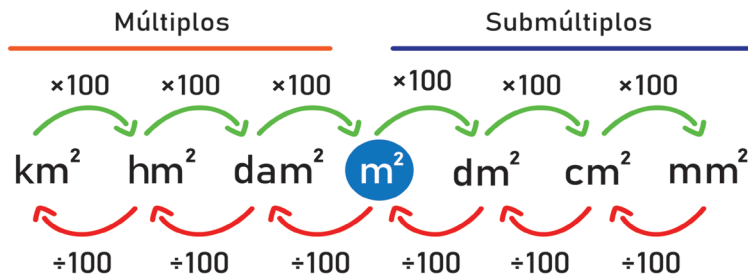 Múltiplos Submúltiplos
×100 ×100 ×100 ×100 ×100 ×100
km² hm² dam² m² dm² cm² mm²
÷100 ÷100 ÷100 ÷100 ÷100 ÷100